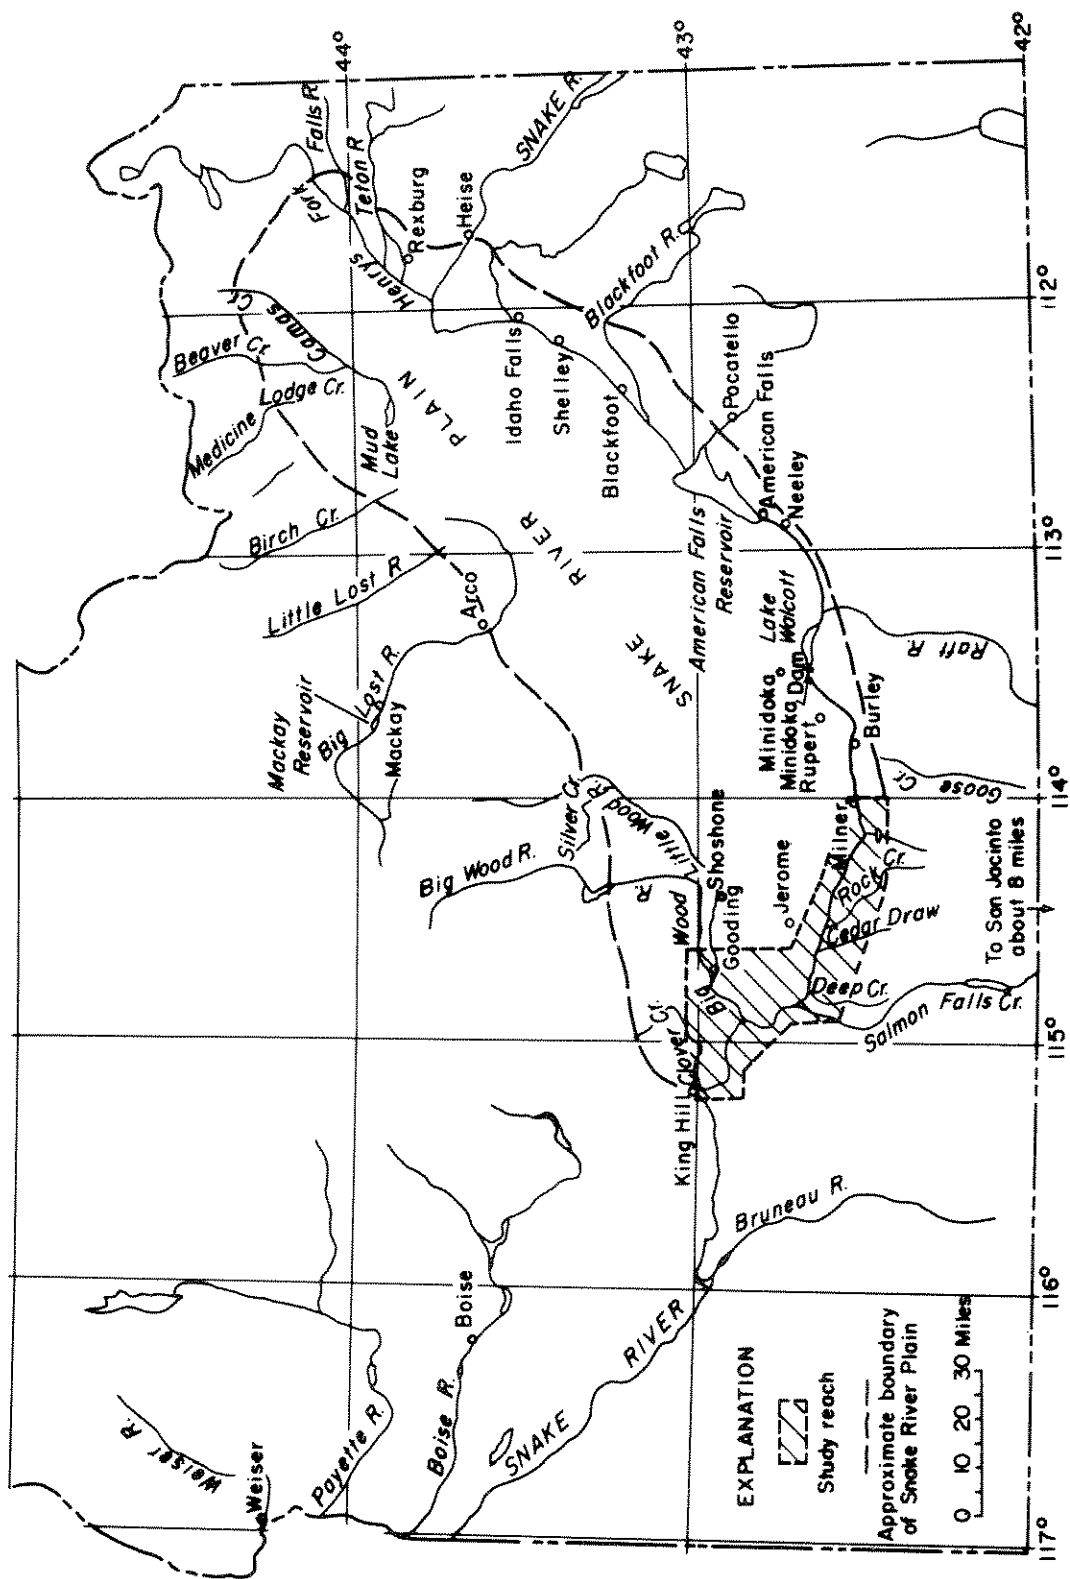 44°
43°
42°
Falls R.
Fork
Henrys
Teton R
Rexburg
Heise
SNAKE R.
Camas
Cr.
Beaver Cr.
Medicine
Lodge Cr.
Mud
Lake
Birch Cr.
Little Lost R
Arco
Big Lost R.
Mackay
Reservoir
Mackay
SNAKE RIVER PLAIN
Idaho Falls
Shelley
Blackfoot
Blackfoot R.
Pocatello
American Falls
Neeley
American Falls
Reservoir
Lake
Walcott
Minidoka
Minidoka Dam
Rupert
Burley
Raft R.
Goose Cr.
Silver Cr.
Little Wood R.
Big Wood R.
Big Wood R.
Shoshone
Gooding
Jerome
Milner
Rock Cr.
Cedar Draw
Deep Cr.
Salmon Falls Cr.
To San Jacinto
about 8 miles
Clover Cr.
King Hill
Bruneau R.
SNAKE RIVER
Boise
Boise R.
Payette R.
Weiser R.
Weiser
112°
113°
114°
115°
116°
117°
EXPLANATION
Study reach
Approximate boundary
of Snake River Plain
0 10 20 30 Miles